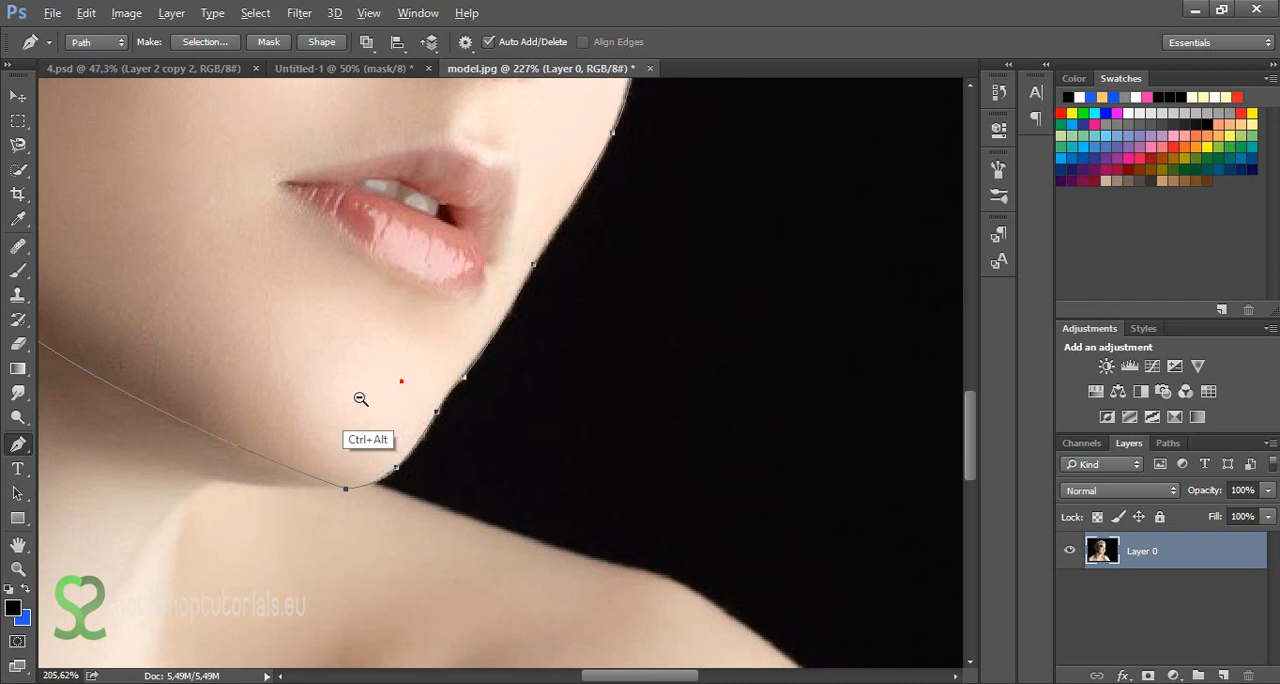 Ps File Edit Image Layer Type Select Filter 3D View Window Help
Path Make: Selection... Mask Shape Auto Add/Delete Align Edges Essentials
4.psd @ 47,3% (Layer 2 copy 2, RGB/8#) × Untitled-1 @ 50% (mask/8) * × model.jpg @ 227% (Layer 0, RGB/8#) * ×
Color Swatches
Adjustments Styles
Add an adjustment
Ctrl+Alt
Channels Layers Paths
Kind
Normal Opacity: 100%
Lock: Fill: 100%
Layer 0
205,62% Doc: 5,49M/5,49M